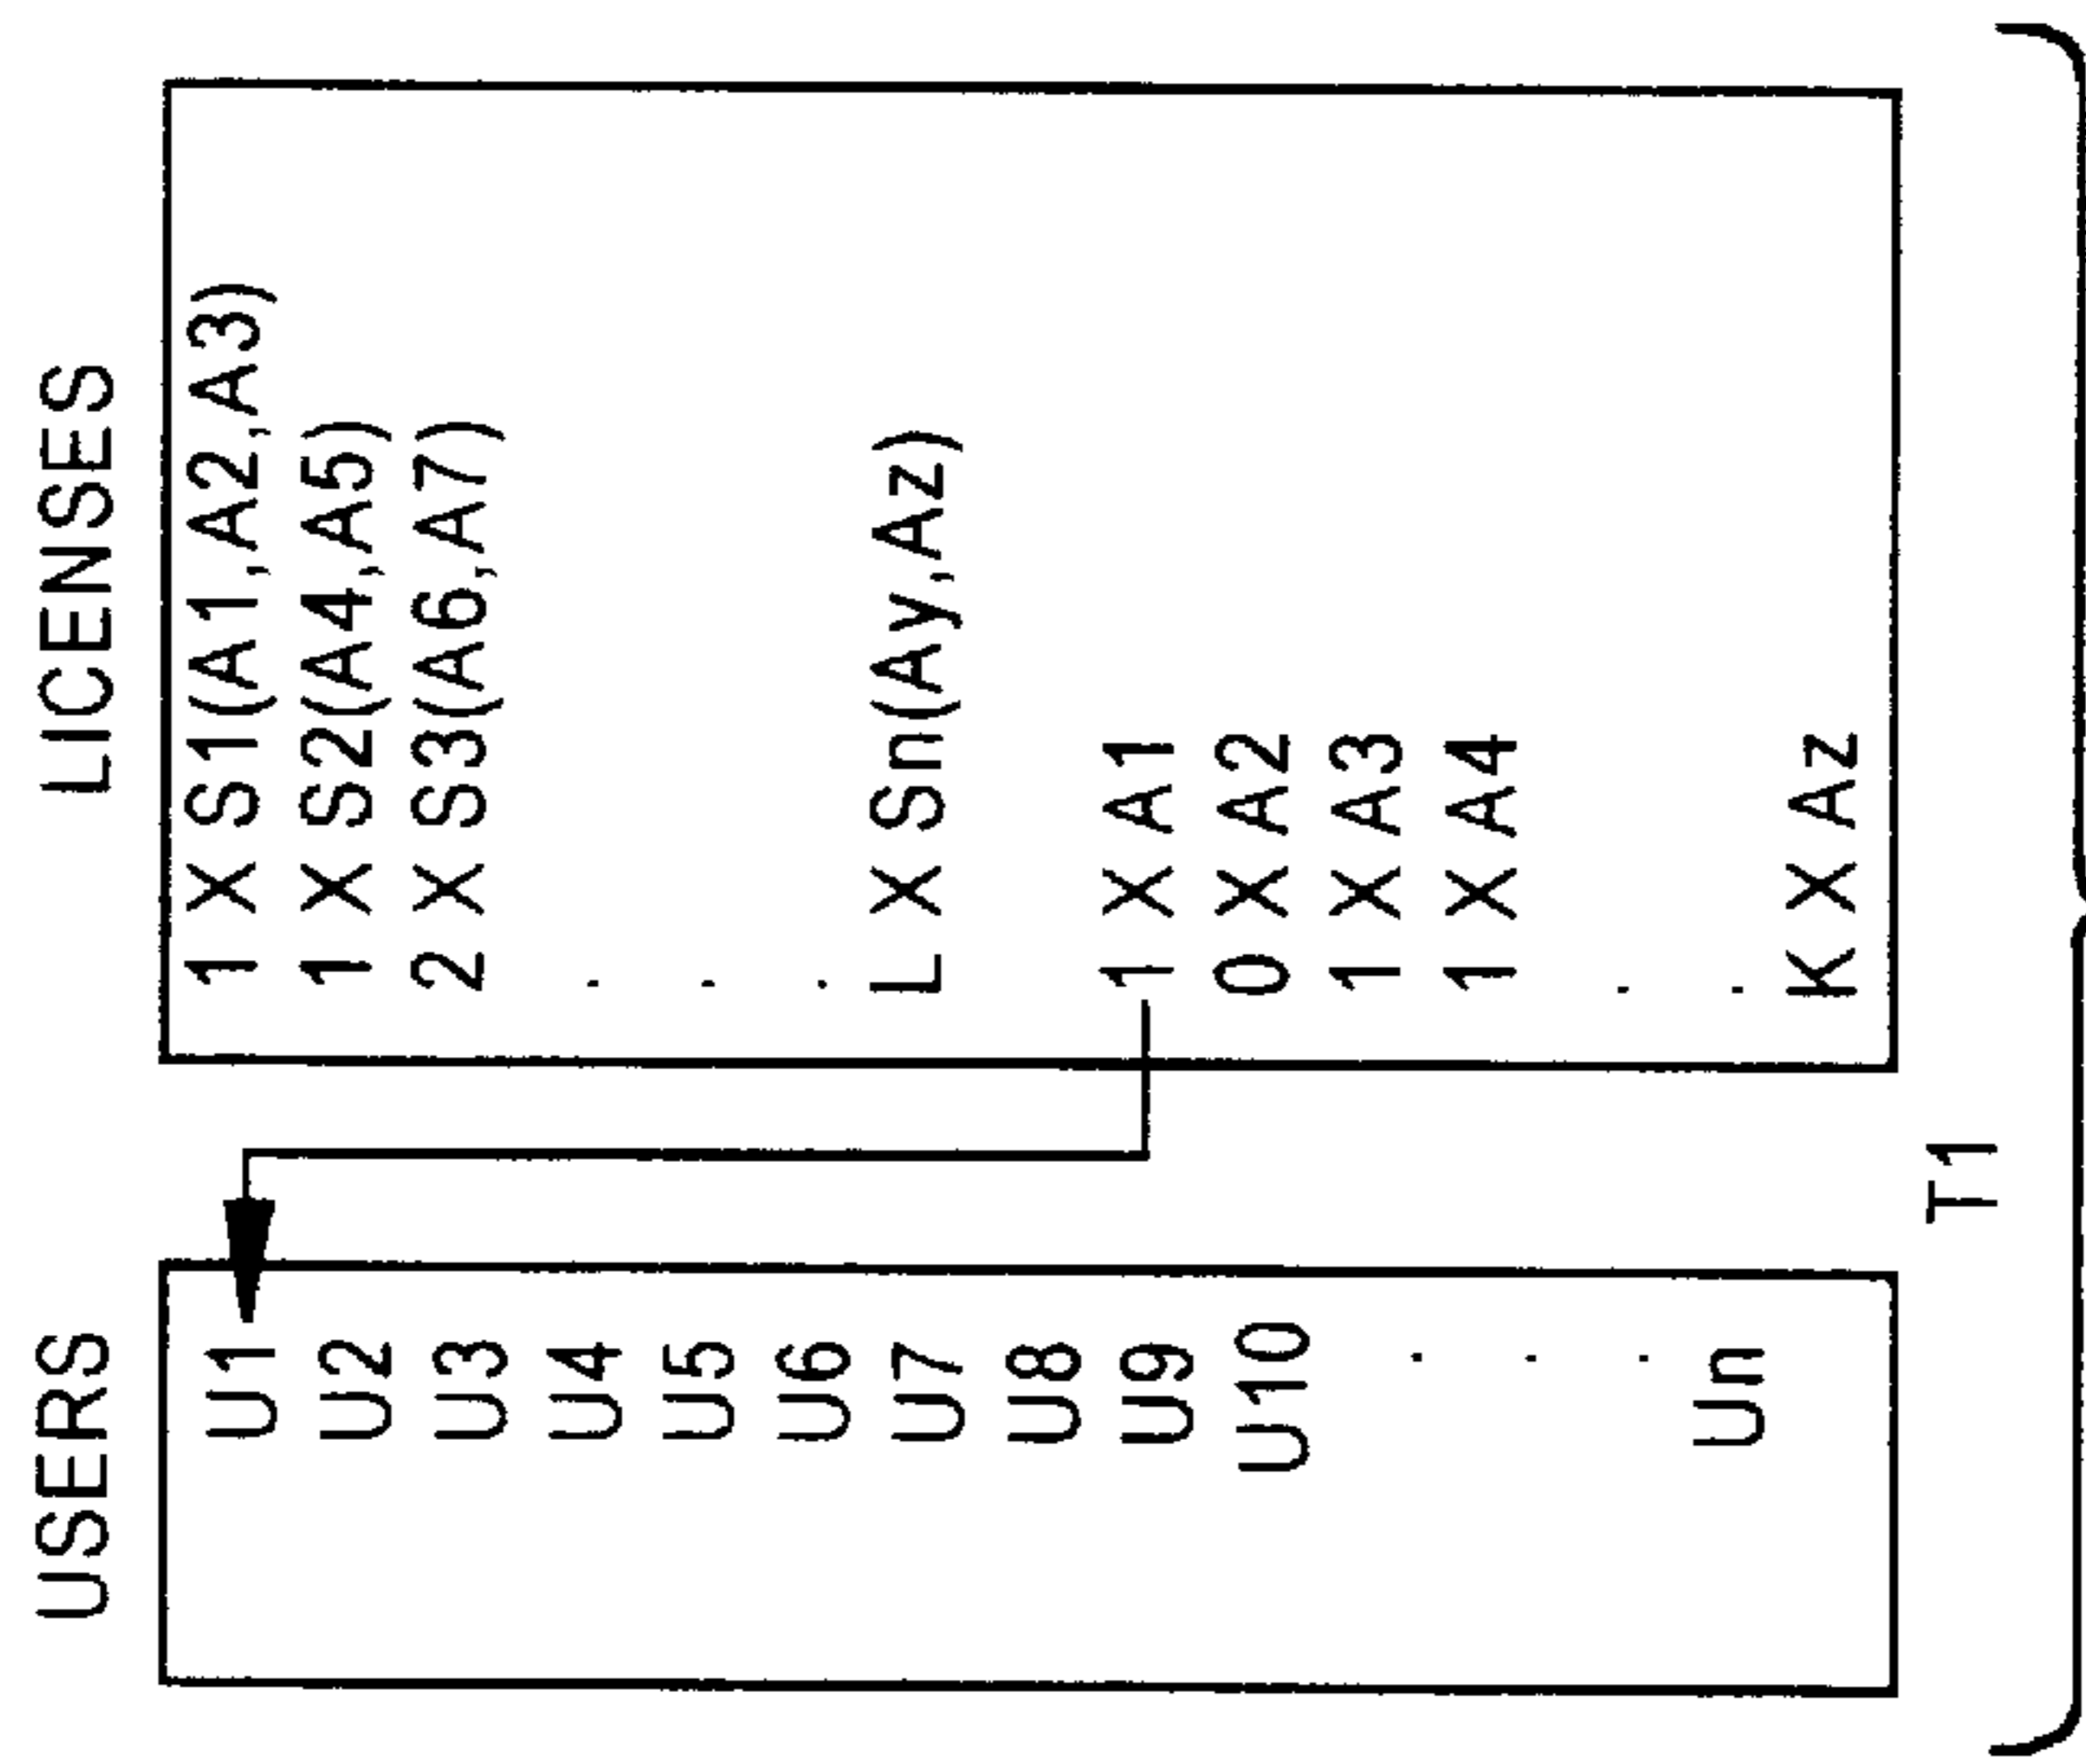 USERS
U1
U2
U3
U4
U5
U6
U7
U8
U9
U10
.
.
.
Un
LICENSES
1 X S1(A1,A2,A3)
1 X S2(A4,A5)
2 X S3(A6,A7)
.
.
.
L X Sn(Ay,Az)
1 X A1
0 X A2
1 X A3
1 X A4
.
.
K X Az
T1